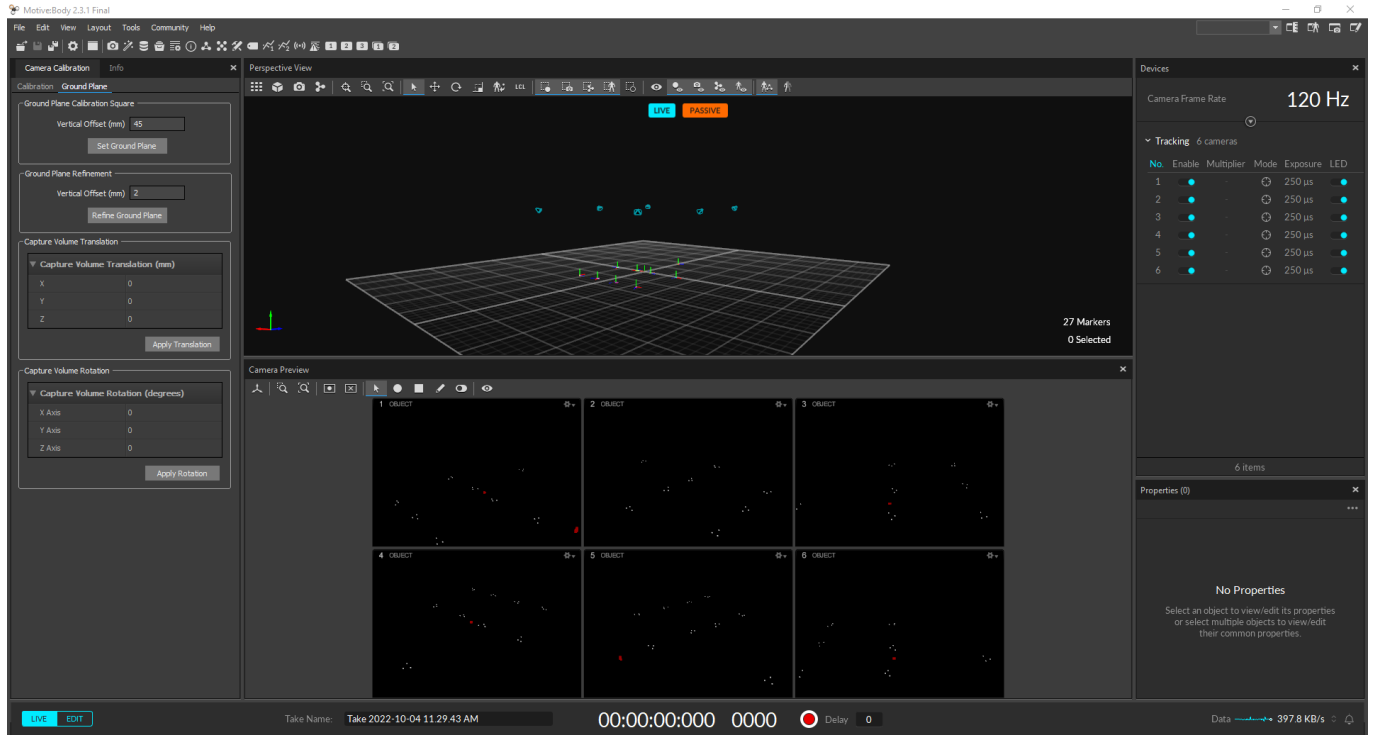 Motive:Body 2.3.1 Final
File Edit View Layout Tools Community Help
1 2 3
Camera Calibration Info
Calibration Ground Plane
Ground Plane Calibration Square
Vertical Offset (mm) 45
Set Ground Plane
Ground Plane Refinement
Vertical Offset (mm) 2
Refine Ground Plane
Capture Volume Translation
Capture Volume Translation (mm)
X 0
Y 0
Z 0
Apply Translation
Capture Volume Rotation
Capture Volume Rotation (degrees)
X Axis 0
Y Axis 0
Z Axis 0
Apply Rotation
Perspective View
LCL
LIVE PASSIVE
27 Markers
0 Selected
Camera Preview
1 OBJECT
2 OBJECT
3 OBJECT
4 OBJECT
5 OBJECT
6 OBJECT
Devices
Camera Frame Rate 120 Hz
Tracking 6 cameras
No. Enable Multiplier Mode Exposure LED
1 - 250 µs
2 - 250 µs
3 - 250 µs
4 - 250 µs
5 - 250 µs
6 - 250 µs
6 items
Properties (0)
No Properties
Select an object to view/edit its properties
or select multiple objects to view/edit
their common properties.
LIVE EDIT
Take Name: Take 2022-10-04 11.29.43 AM
00:00:00:000 0000
Delay 0
Data 397.8 KB/s